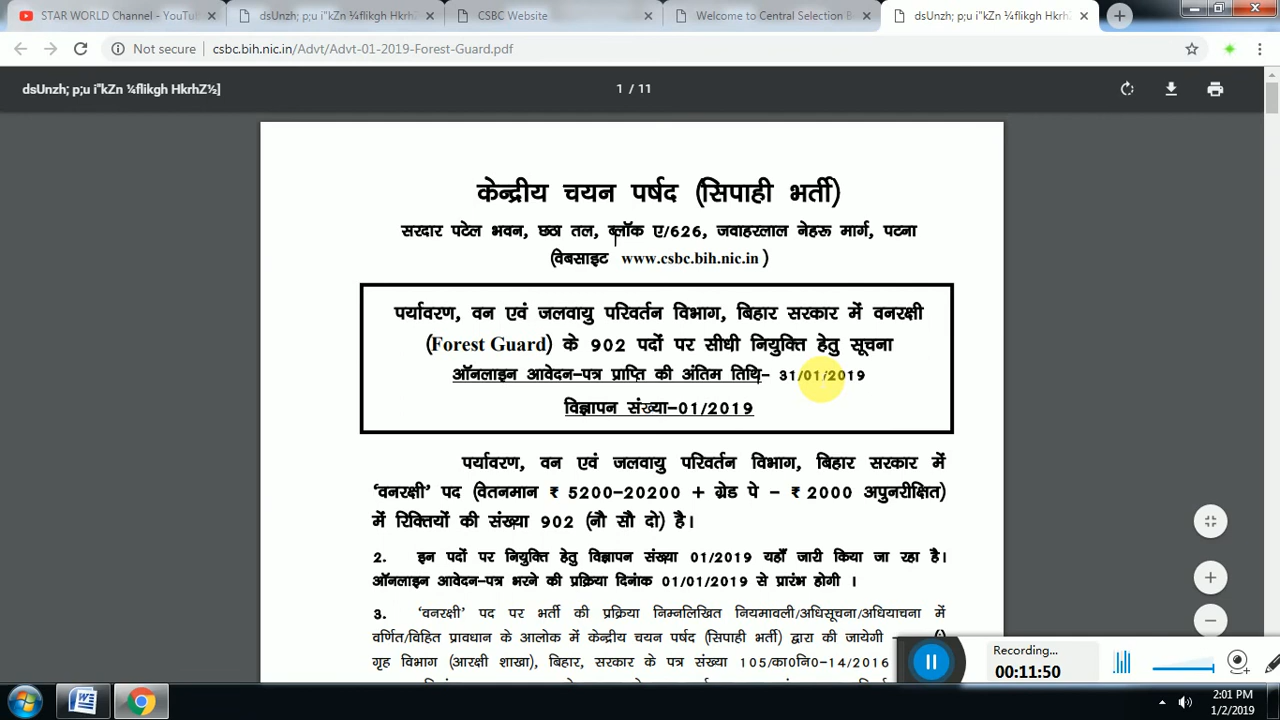 STAR WORLD Channel - YouTu
dsUnzh; p;u i"kZn ¼flikgh Hkrh
CSBC Website
Welcome to Central Selection B
dsUnzh; p;u i"kZn ¼flikgh Hkrh
Not secure
csbc.bih.nic.in/Advt/Advt-01-2019-Forest-Guard.pdf
dsUnzh; p;u i"kZn ¼flikgh HkrhZ½]
1 / 11
केन्द्रीय चयन पर्षद (सिपाही भर्ती)
सरदार पटेल भवन, छठा तल, ब्लॉक ए/626, जवाहरलाल नेहरू मार्ग, पटना
(वेबसाइट www.csbc.bih.nic.in )
पर्यावरण, वन एवं जलवायु परिवर्तन विभाग, बिहार सरकार में वनरक्षी
(Forest Guard) के 902 पदों पर सीधी नियुक्ति हेतु सूचना
ऑनलाइन आवेदन-पत्र प्राप्ति की अंतिम तिथि- 31/01/2019
विज्ञापन संख्या-01/2019
पर्यावरण, वन एवं जलवायु परिवर्तन विभाग, बिहार सरकार में
'वनरक्षी' पद (वेतनमान ₹ 5200-20200 + ग्रेड पे - ₹ 2000 अपुनरीक्षित)
में रिक्तियों की संख्या 902 (नौ सौ दो) है।
2. इन पदों पर नियुक्ति हेतु विज्ञापन संख्या 01/2019 यहाँ जारी किया जा रहा है।
ऑनलाइन आवेदन-पत्र भरने की प्रक्रिया दिनांक 01/01/2019 से प्रारंभ होगी ।
3. 'वनरक्षी' पद पर भर्ती की प्रक्रिया निम्नलिखित नियमावली/अधिसूचना/अधियाचना में
वर्णित/विहित प्रावधान के आलोक में केन्द्रीय चयन पर्षद (सिपाही भर्ती) द्वारा की जायेगी -
गृह विभाग (आरक्षी शाखा), बिहार, सरकार के पत्र संख्या 105/का0नि0-14/2016
Recording...
00:11:50
2:01 PM
1/2/2019